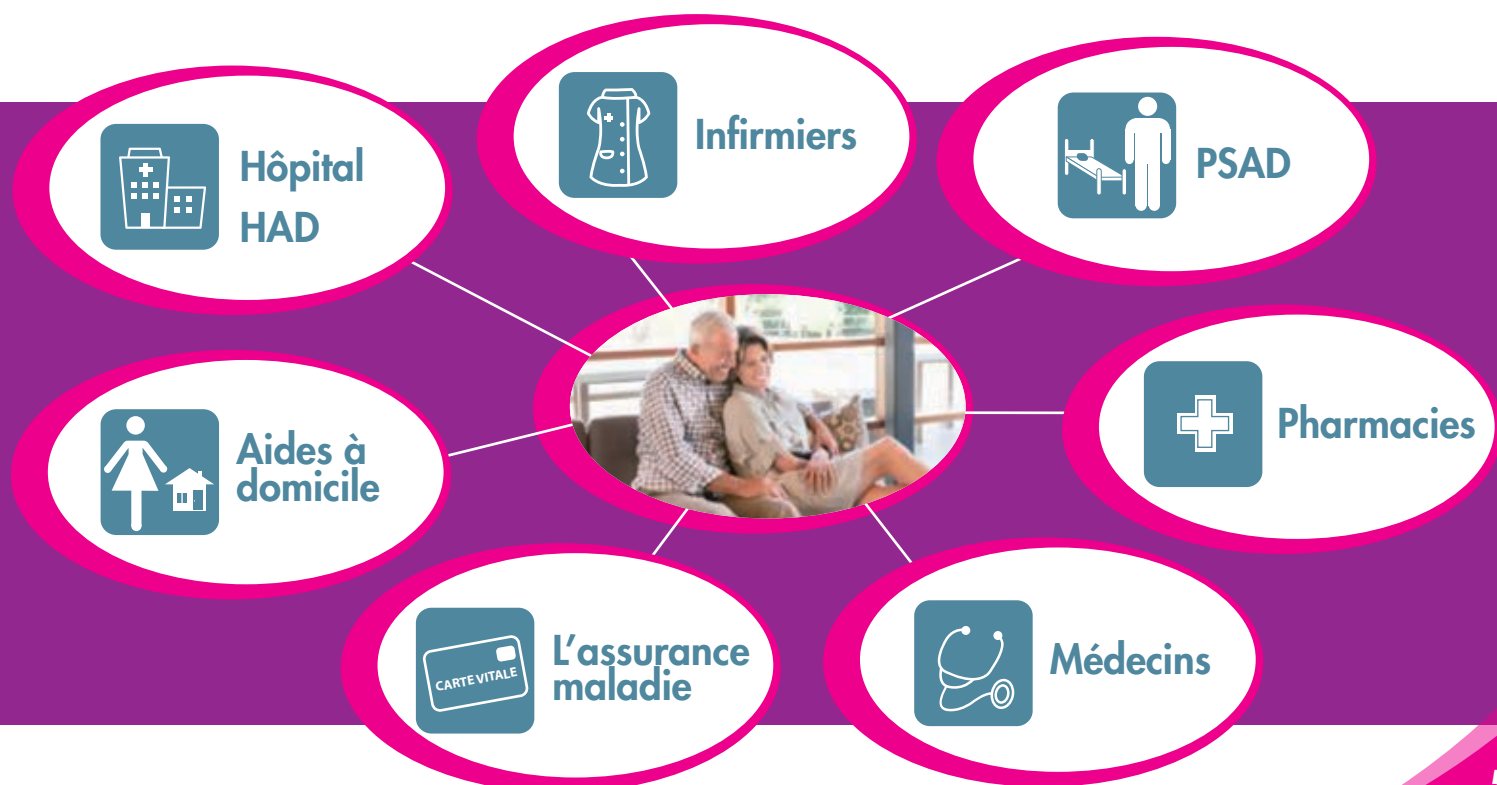 Infirmiers
Hôpital
HAD
PSAD
Pharmacies
Aides à
domicile
CARTE VITALE
L'assurance
maladie
Médecins